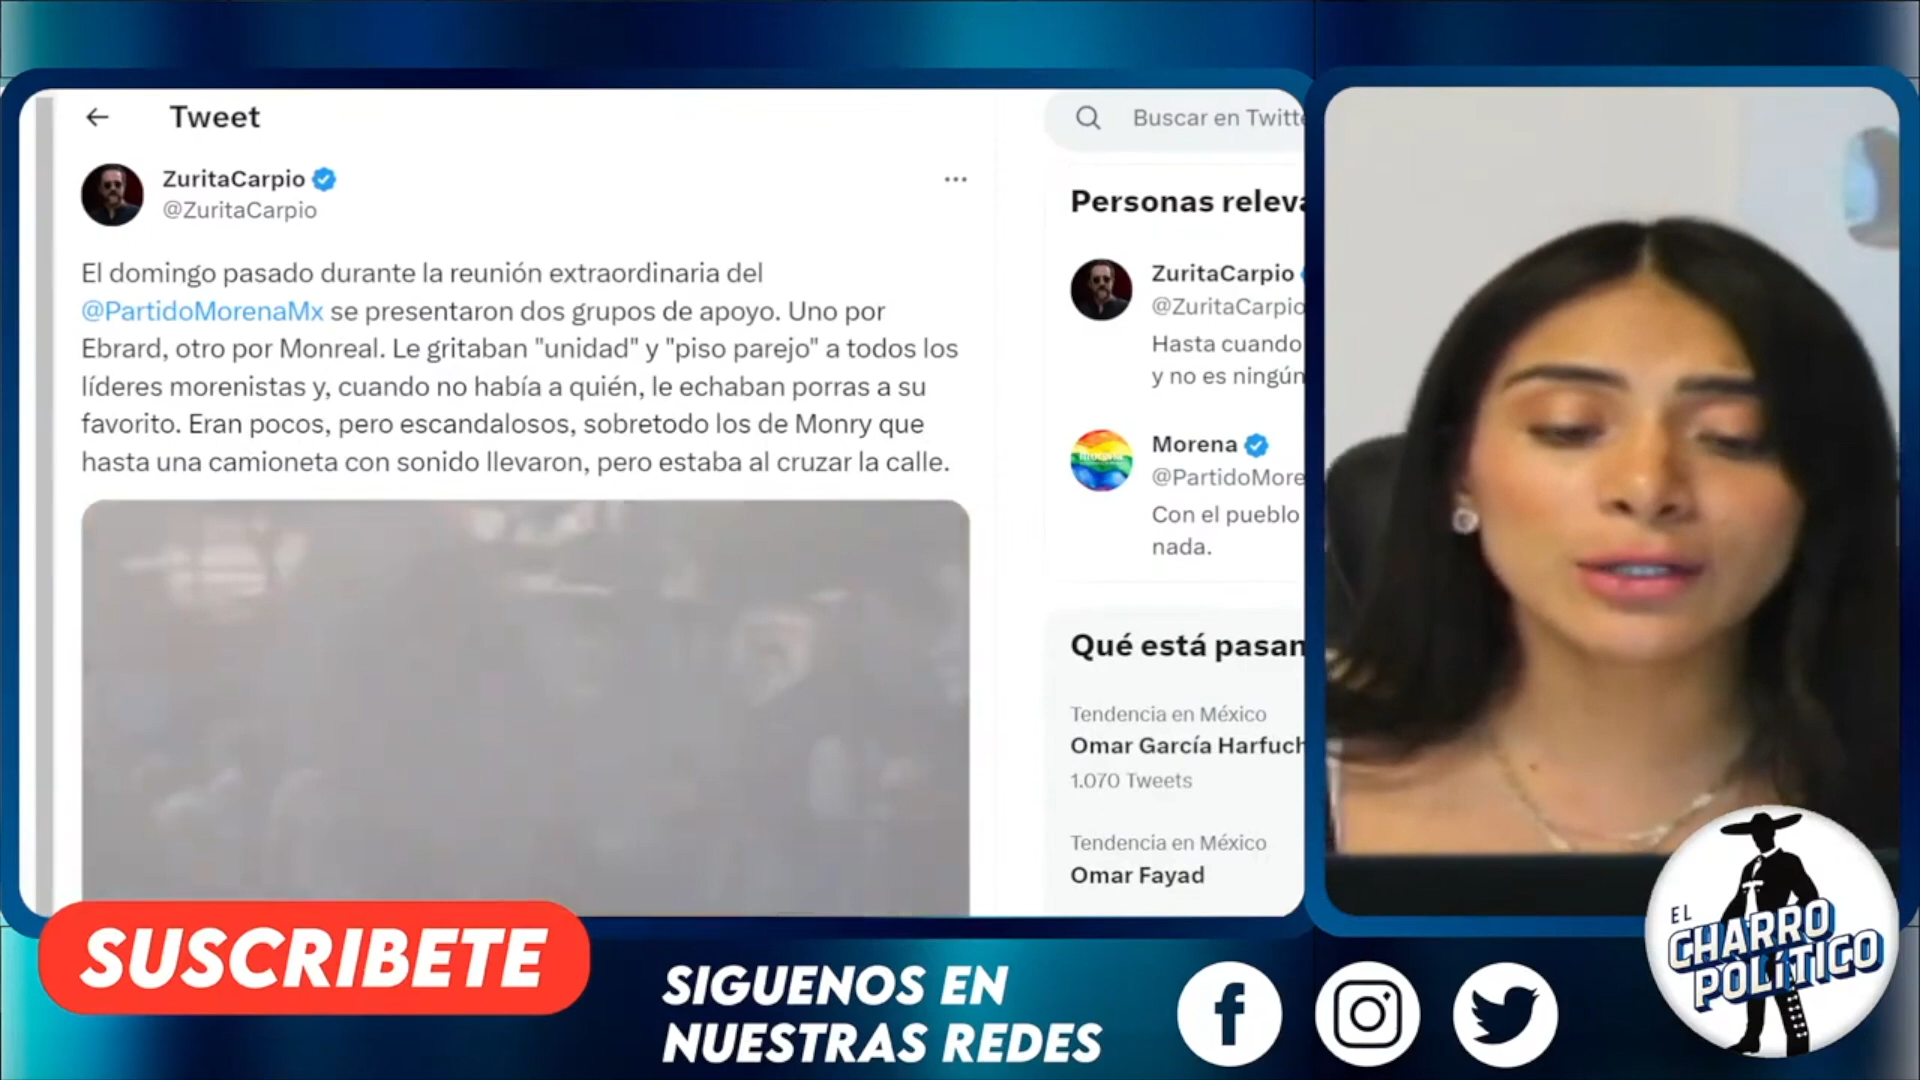 Tweet
ZuritaCarpio
@ZuritaCarpio
El domingo pasado durante la reunión extraordinaria del
@PartidoMorenaMx se presentaron dos grupos de apoyo. Uno por
Ebrard, otro por Monreal. Le gritaban "unidad" y "piso parejo" a todos los
líderes morenistas y, cuando no había a quién, le echaban porras a su
favorito. Eran pocos, pero escandalosos, sobretodo los de Monry que
hasta una camioneta con sonido llevaron, pero estaba al cruzar la calle.
Buscar en Twitte
Personas releva
ZuritaCarpio
@ZuritaCarpio
Hasta cuando
y no es ningún
morena
Morena
@PartidoMore
Con el pueblo
nada.
Qué está pasan
Tendencia en México
Omar García Harfuch
1.070 Tweets
Tendencia en México
Omar Fayad
SUSCRIBETE
SIGUENOS EN
NUESTRAS REDES
EL
CHARRO
POLÍTICO